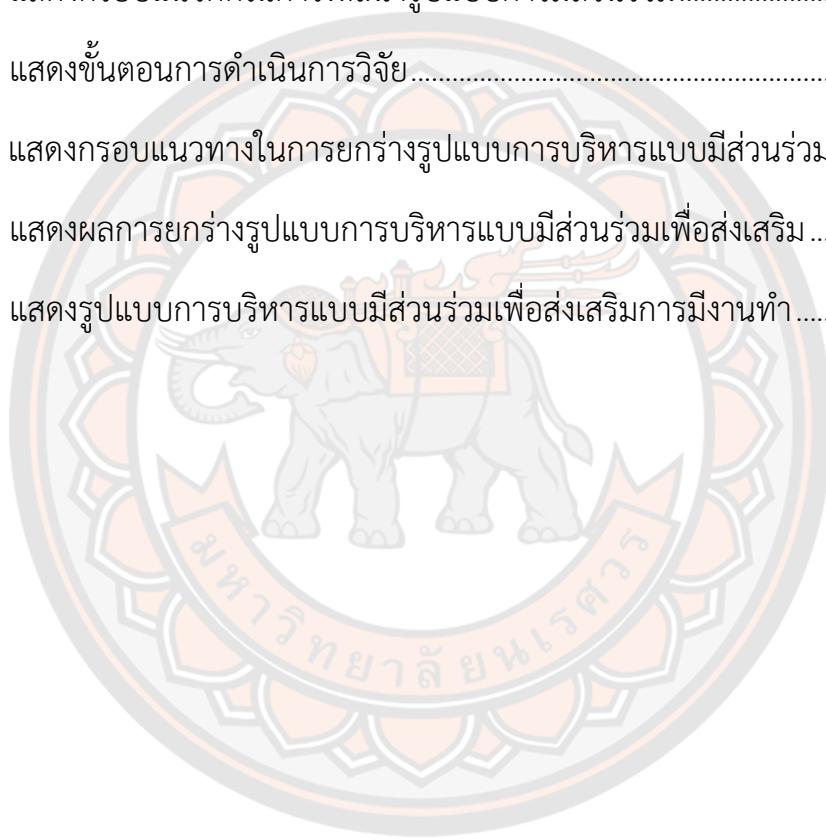 แสดงขั้นตอนการดำเนินการวิจัย
แสดงกรอบแนวทางในการยกร่างรูปแบบการบริหารแบบมีส่วนร่วม
แสดงผลการยกร่างรูปแบบการบริหารแบบมีส่วนร่วมเพื่อส่งเสริม
แสดงรูปแบบการบริหารแบบมีส่วนร่วมเพื่อส่งเสริมการมีงานทำ
มหาวิทยาลัยนเรศวร